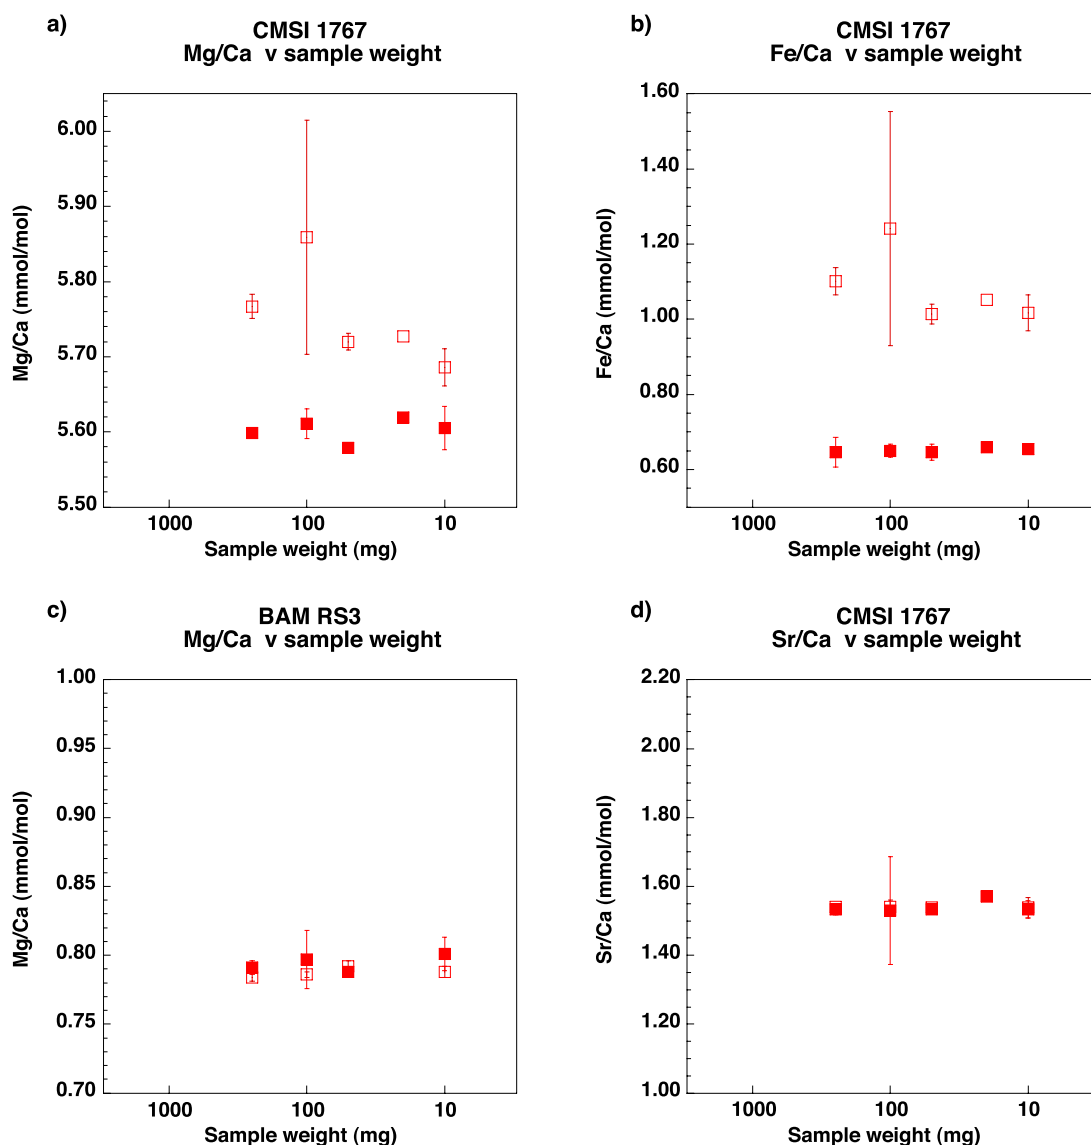 a)
CMSI 1767
Mg/Ca v sample weight
6.00
5.90
5.80
5.70
5.60
5.50
Mg/Ca (mmol/mol)
1000 100 10
Sample weight (mg)
b)
CMSI 1767
Fe/Ca v sample weight
1.60
1.40
1.20
1.00
0.80
0.60
Fe/Ca (mmol/mol)
1000 100 10
Sample weight (mg)
c)
BAM RS3
Mg/Ca v sample weight
1.00
0.95
0.90
0.85
0.80
0.75
0.70
Mg/Ca (mmol/mol)
1000 100 10
Sample weight (mg)
d)
CMSI 1767
Sr/Ca v sample weight
2.20
2.00
1.80
1.60
1.40
1.20
1.00
Sr/Ca (mmol/mol)
1000 100 10
Sample weight (mg)